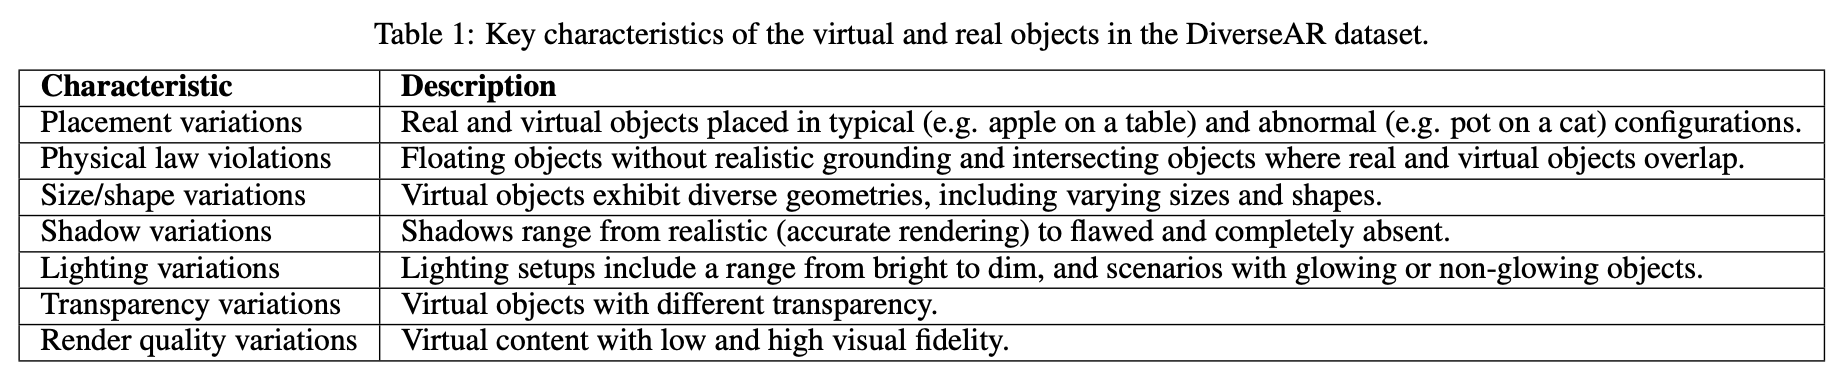 Table 1: Key characteristics of the virtual and real objects in the DiverseAR dataset.
Characteristic Description
Placement variations Real and virtual objects placed in typical (e.g. apple on a table) and abnormal (e.g. pot on a cat) configurations.
Physical law violations Floating objects without realistic grounding and intersecting objects where real and virtual objects overlap.
Size/shape variations Virtual objects exhibit diverse geometries, including varying sizes and shapes.
Shadow variations Shadows range from realistic (accurate rendering) to flawed and completely absent.
Lighting variations Lighting setups include a range from bright to dim, and scenarios with glowing or non-glowing objects.
Transparency variations Virtual objects with different transparency.
Render quality variations Virtual content with low and high visual fidelity.